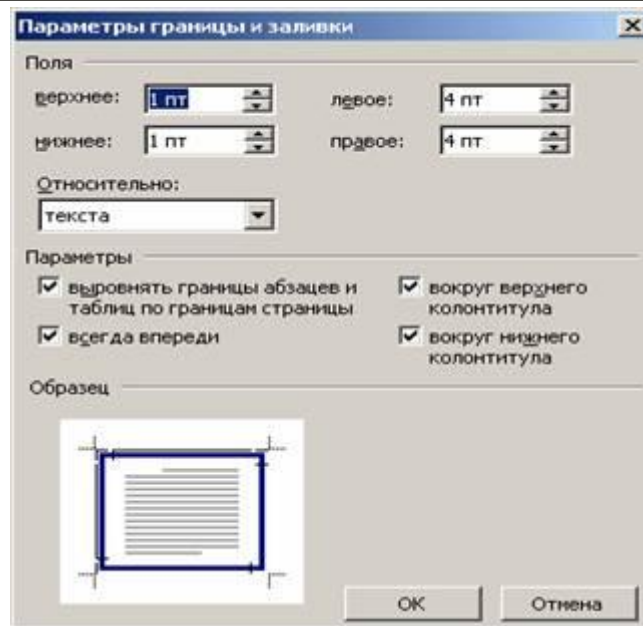 Параметры границы и заливки
Поля
верхнее: 1 пт левое: 4 пт
нижнее: 1 пт правое: 4 пт
Относительно:
текста
Параметры
выровнять границы абзацев и таблиц по границам страницы
вокруг верхнего колонтитула
всегда впереди
вокруг нижнего колонтитула
Образец
ОК Отмена